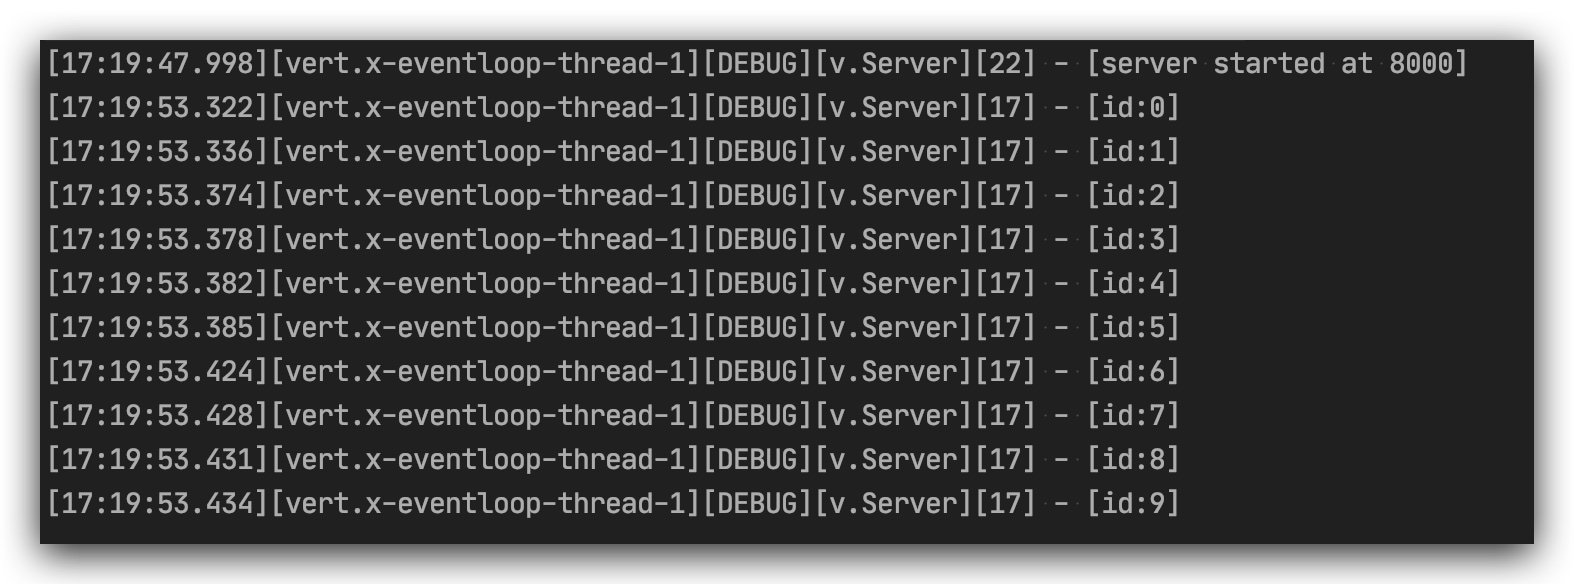 [17:19:47.998][vert.x-eventloop-thread-1][DEBUG][v.Server][22] - [server started at 8000]
[17:19:53.322][vert.x-eventloop-thread-1][DEBUG][v.Server][17] - [id:0]
[17:19:53.336][vert.x-eventloop-thread-1][DEBUG][v.Server][17] - [id:1]
[17:19:53.374][vert.x-eventloop-thread-1][DEBUG][v.Server][17] - [id:2]
[17:19:53.378][vert.x-eventloop-thread-1][DEBUG][v.Server][17] - [id:3]
[17:19:53.382][vert.x-eventloop-thread-1][DEBUG][v.Server][17] - [id:4]
[17:19:53.385][vert.x-eventloop-thread-1][DEBUG][v.Server][17] - [id:5]
[17:19:53.424][vert.x-eventloop-thread-1][DEBUG][v.Server][17] - [id:6]
[17:19:53.428][vert.x-eventloop-thread-1][DEBUG][v.Server][17] - [id:7]
[17:19:53.431][vert.x-eventloop-thread-1][DEBUG][v.Server][17] - [id:8]
[17:19:53.434][vert.x-eventloop-thread-1][DEBUG][v.Server][17] - [id:9]